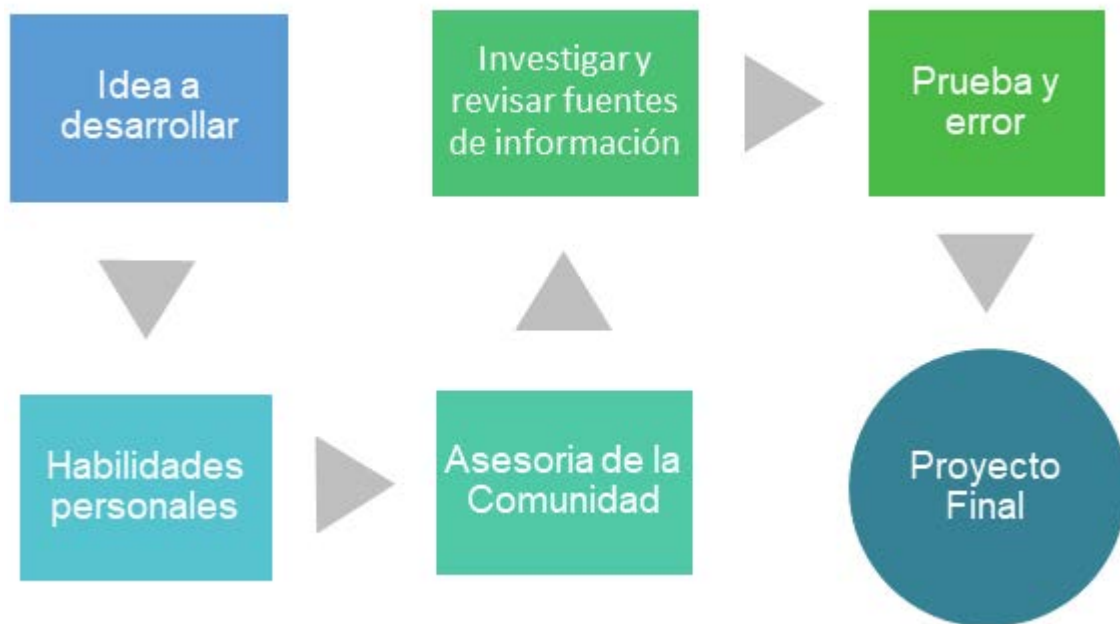 Idea a
desarrollar
Habilidades
personales
Asesoria de la
Comunidad
Investigar y
revisar fuentes
de información
Prueba y
error
Proyecto
Final